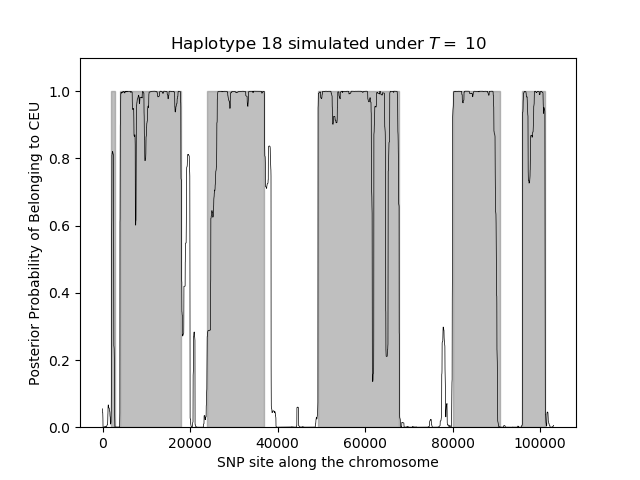 Haplotype 18 simulated under T = 10
Posterior Probability of Belonging to CEU
1.0
0.8
0.6
0.4
0.2
0.0
0 20000 40000 60000 80000 100000
SNP site along the chromosome